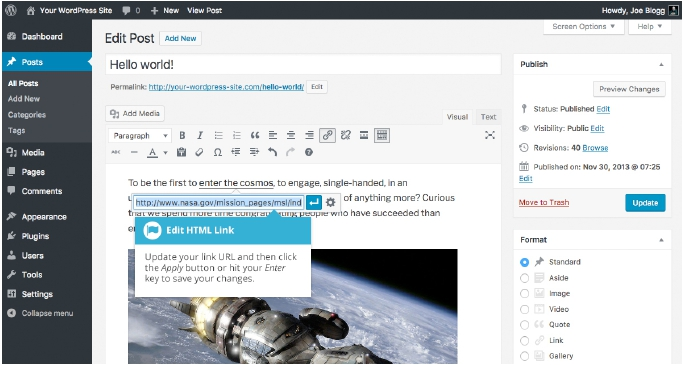 Your WordPress Site 0 + New View Post Howdy, Joe Blogg
Screen Options Help
Dashboard
Posts
All Posts
Add New
Categories
Tags
Media
Pages
Comments
Appearance
Plugins
Users
Tools
Settings
Collapse menu
Edit Post Add New
Hello world!
Permalink: http://your-wordpress-site.com/hello-world/ Edit
Add Media
Visual Text
Paragraph B I
ABC A Ω
To be the first to enter the cosmos, to engage, single-handed, in an
http://www.nasa.gov/mission_pages/msl/ind of anything more? Curious
that we spend more time congratulating people who have succeeded than
Edit HTML Link
Update your link URL and then click
the Apply button or hit your Enter
key to save your changes.
Publish
Preview Changes
Status: Published Edit
Visibility: Public Edit
Revisions: 40 Browse
Published on: Nov 30, 2013 @ 07:25
Edit
Move to Trash Update
Format
Standard
Aside
Image
Video
Quote
Link
Gallery